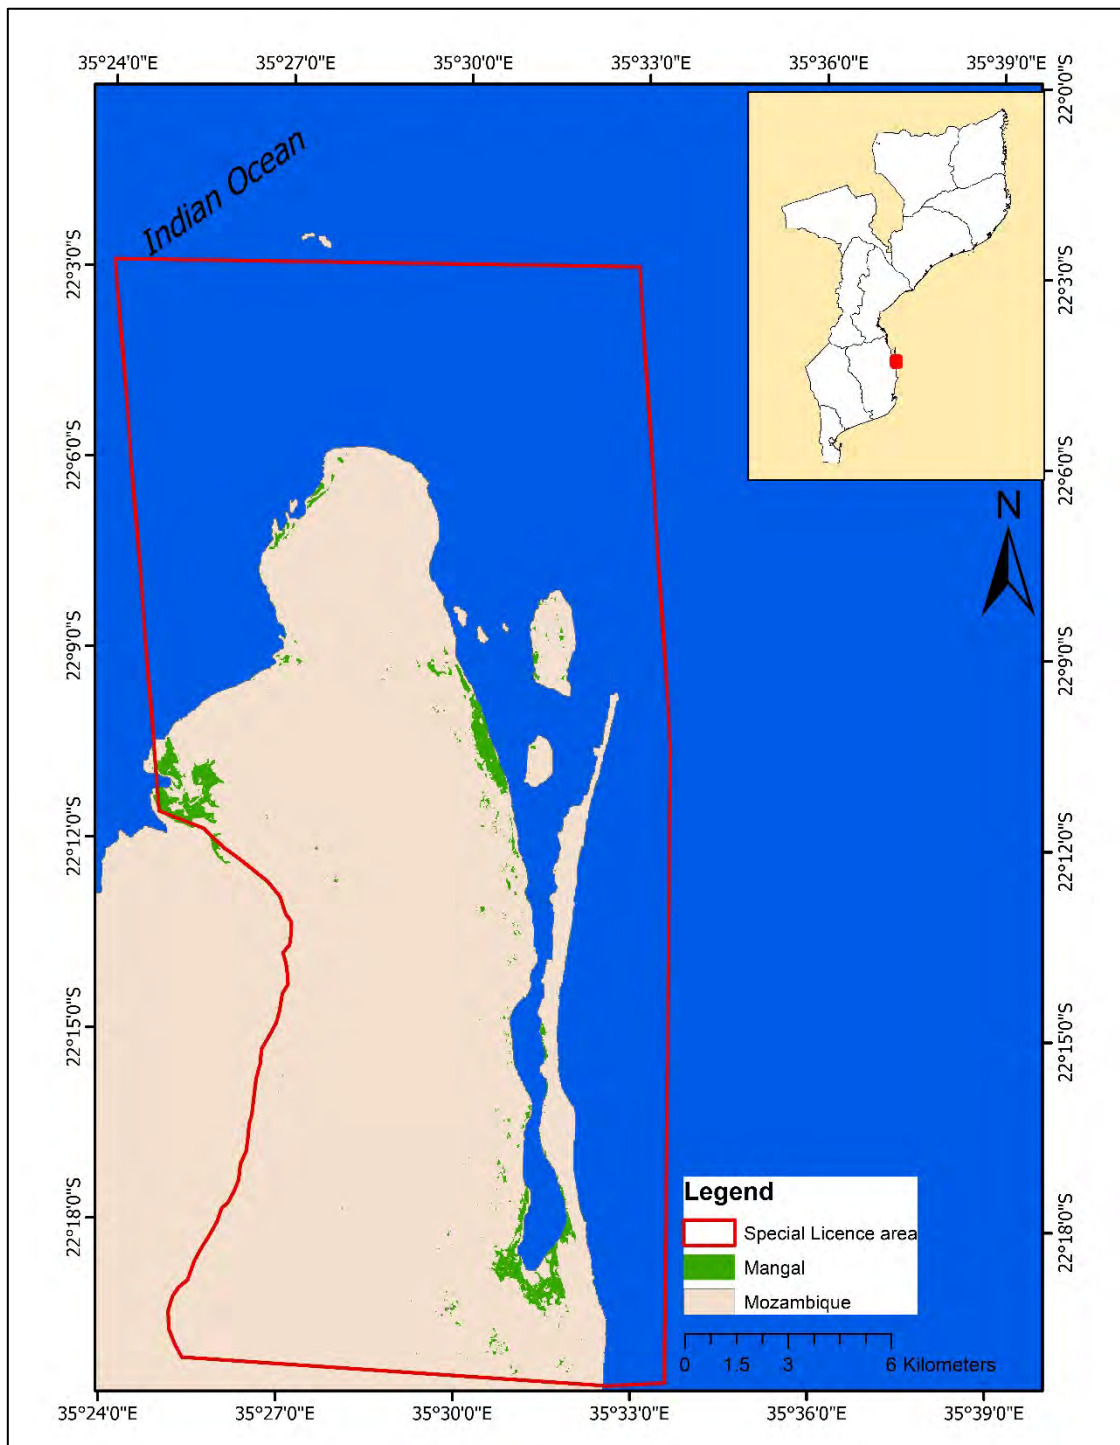 35°24'0"E 35°27'0"E 35°30'0"E 35°33'0"E 35°36'0"E 35°39'0"E
22°0'0"S
Indian Ocean
22°3'0"S
22°3'0"S
22°6'0"S
22°6'0"S
N
22°9'0"S
22°9'0"S
22°12'0"S
22°12'0"S
22°15'0"S
22°15'0"S
22°18'0"S
22°18'0"S
Legend
Special Licence area
Mangal
Mozambique
0 1.5 3 6 Kilometers
35°24'0"E 35°27'0"E 35°30'0"E 35°33'0"E 35°36'0"E 35°39'0"E